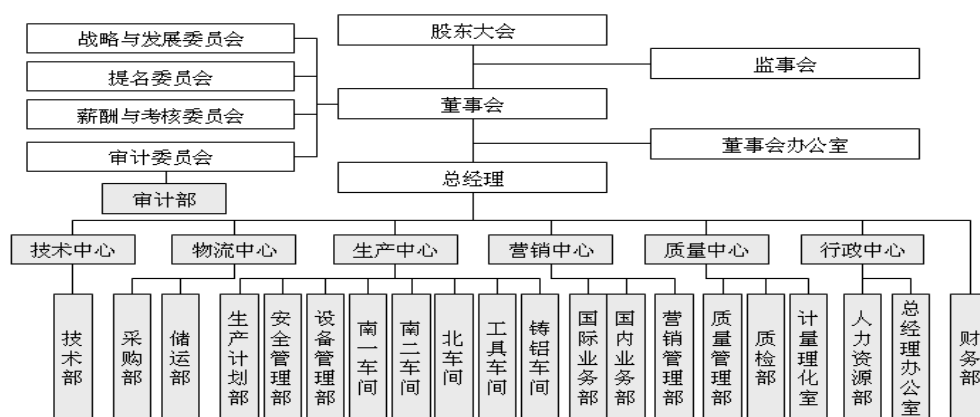 股东大会
战略与发展委员会
监事会
提名委员会
董事会
薪酬与考核委员会
董事会办公室
审计委员会
总经理
审计部
技术中心
物流中心
生产中心
营销中心
质量中心
行政中心
技术部
采购部
储运部
生产计划部
安全管理部
设备管理部
南一车间
南二车间
北车间
工具车间
铸铝车间
国际业务部
国内业务部
营销管理部
质量管理部
质检部
计量理化室
人力资源部
总经理办公室
财务部